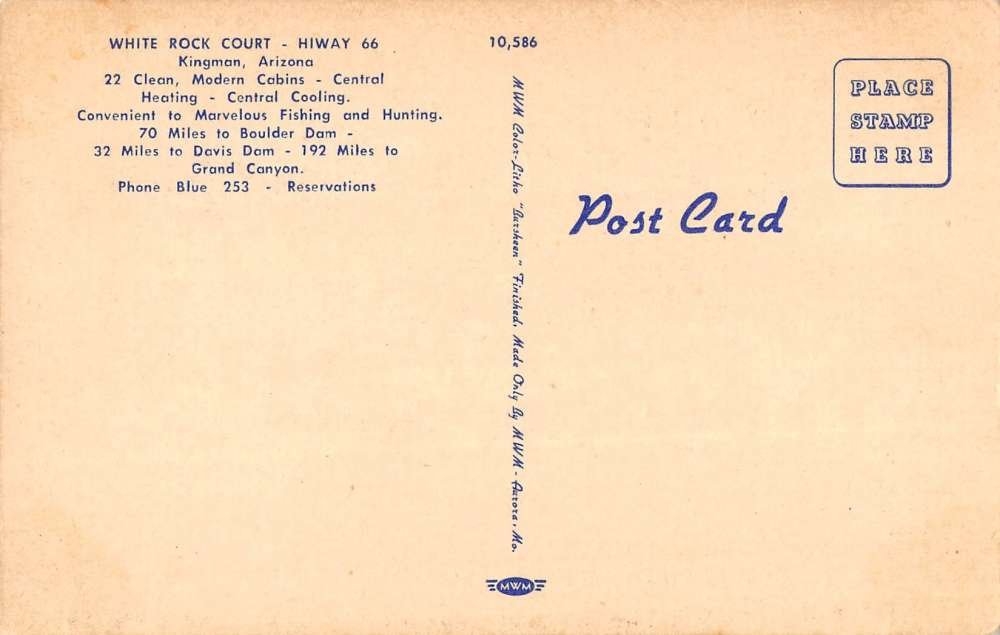 WHITE ROCK COURT - HIWAY 66
Kingman, Arizona
22 Clean, Modern Cabins - Central
Heating - Central Cooling.
Convenient to Marvelous Fishing and Hunting.
70 Miles to Boulder Dam -
32 Miles to Davis Dam - 192 Miles to
Grand Canyon.
Phone Blue 253 - Reservations
10,586
MWM Color-Litho "Dursheen" Finished. Made Only By MWM - Aurora, Mo.
MWM
Post Card
PLACE
STAMP
HERE